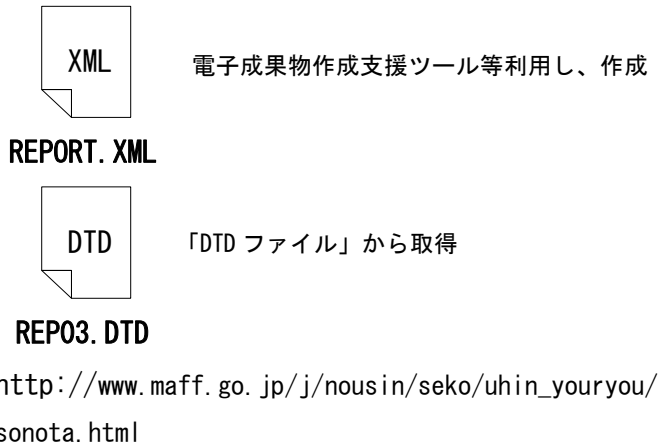 XML
電子成果物作成支援ツール等利用し、作成
REPORT.XML
DTD
「DTD ファイル」から取得
REP03.DTD
http://www.maff.go.jp/j/nousin/seko/uhin_youryou/
sonota.html